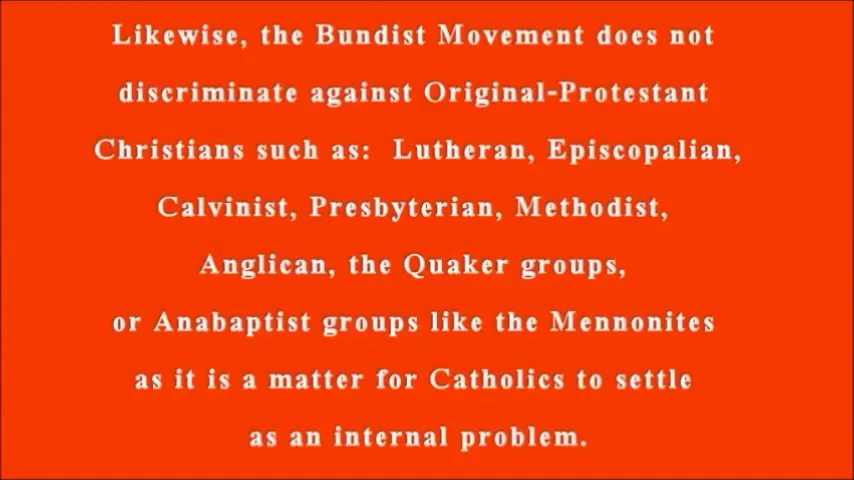 Likewise, the Bundist Movement does not
discriminate against Original-Protestant
Christians such as:  Lutheran, Episcopalian,
Calvinist, Presbyterian, Methodist,
Anglican, the Quaker groups,
or Anabaptist groups like the Mennonites
as it is a matter for Catholics to settle
as an internal problem.